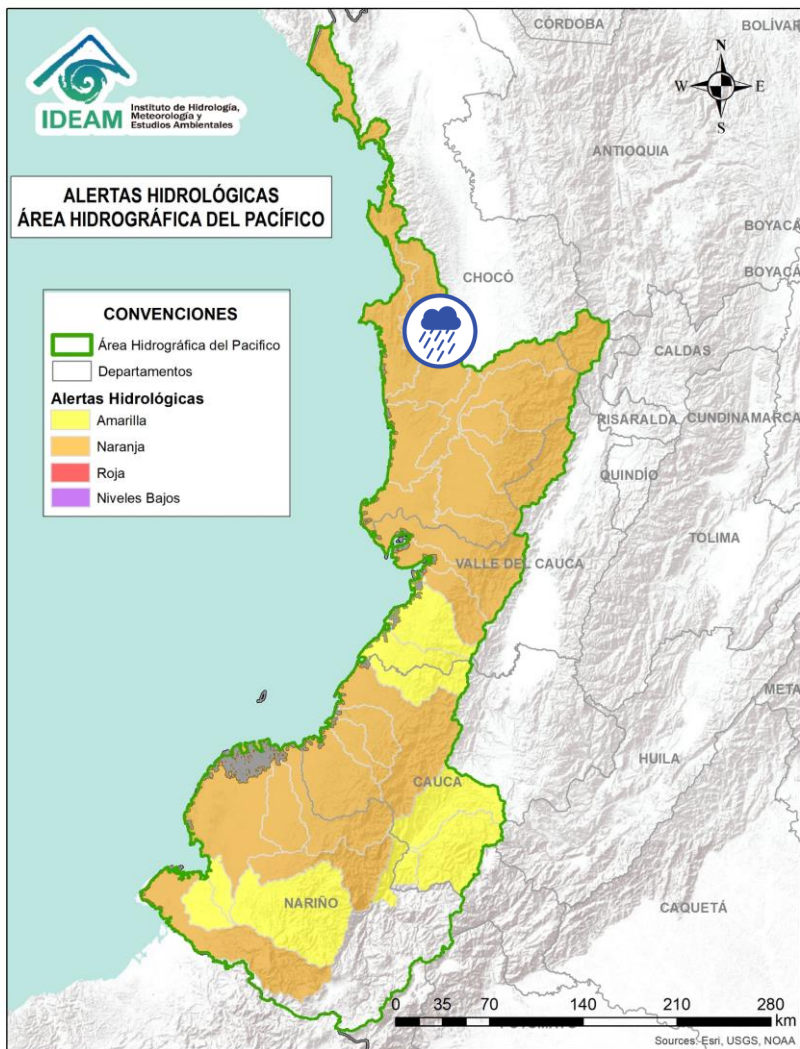 CÓRDOBA
BOLÍVAR
IDEAM
Instituto de Hidrología,
Meteorología y
Estudios Ambientales
N
W
E
S
ANTIOQUIA
ALERTAS HIDROLÓGICAS
ÁREA HIDROGRÁFICA DEL PACÍFICO
BOYACÁ
BOYACÁ
CHOCÓ
CONVENCIONES
Área Hidrográfica del Pacifico
Departamentos
Alertas Hidrológicas
Amarilla
Naranja
Roja
Niveles Bajos
CALDAS
RISARALDA
CUNDINAMARCA
QUINDÍO
TOLIMA
VALLE DEL CAUCA
META
HUILA
CAUCA
NARIÑO
CAQUETÁ
0 35 70 140 210 280
km
Sources: Esri, USGS, NOAA